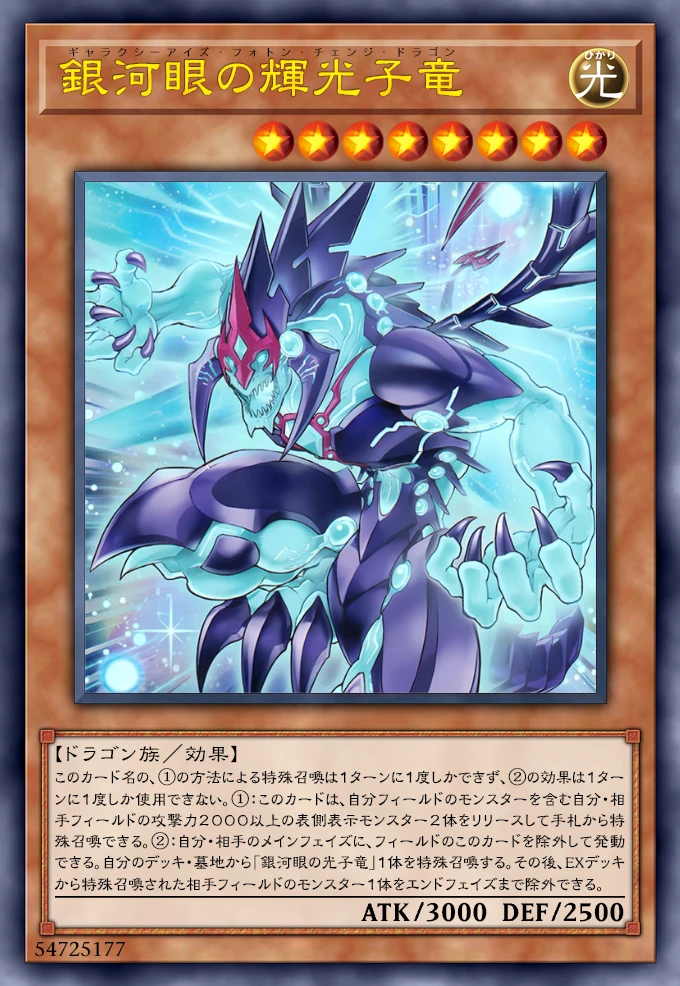 ギャラクシーアイズ・フォトン・チェンジ・ドラゴン
銀河眼の輝光子竜
ひかり
光
【ドラゴン族／効果】
このカード名の、①の方法による特殊召喚は１ターンに１度しかできず、②の効果は１ター
ンに１度しか使用できない。①：このカードは、自分フィールドのモンスターを含む自分・相
手フィールドの攻撃力２０００以上の表側表示モンスター２体をリリースして手札から特
殊召喚できる。②：自分・相手のメインフェイズに、フィールドのこのカードを除外して発動
できる。自分のデッキ・墓地から「銀河眼の光子竜」１体を特殊召喚する。その後、EXデッキ
から特殊召喚された相手フィールドのモンスター１体をエンドフェイズまで除外できる。
ATK/3000 DEF/2500
54725177